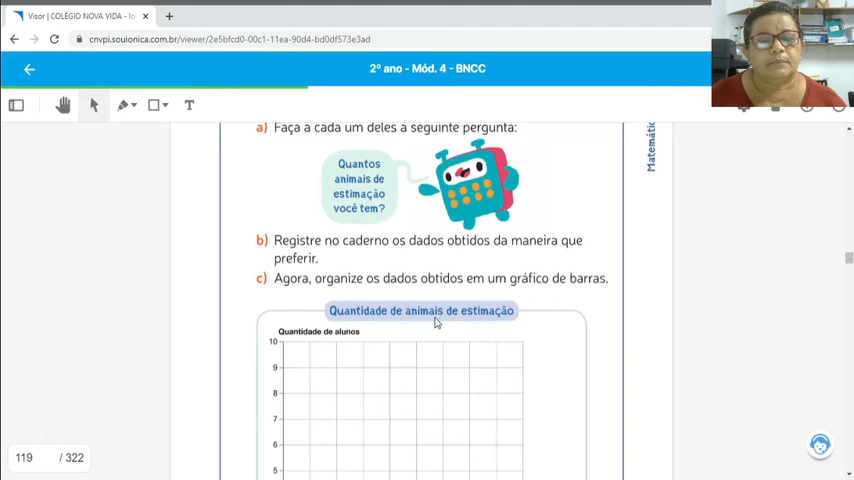 Visor | COLÉGIO NOVA VIDA - Io
cnvpi.souionica.com.br/viewer/2e5bfcd0-00c1-11ea-90d4-bd0df573e3ad
2º ano - Mód. 4 - BNCC
T
a) Faça a cada um deles a seguinte pergunta:
Quantos
animais de
estimação
você tem?
b) Registre no caderno os dados obtidos da maneira que
preferir.
c) Agora, organize os dados obtidos em um gráfico de barras.
Quantidade de animais de estimação
Quantidade de alunos
10
9
8
7
6
5
Matemátic
119 / 322